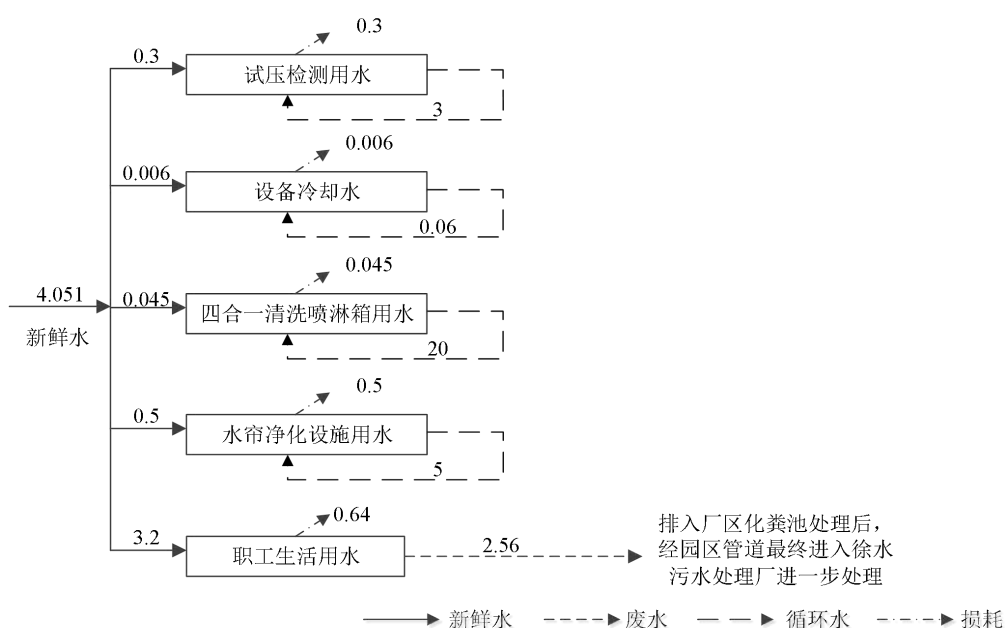 0.3
0.3
试压检测用水
3
0.006
0.006
设备冷却水
0.06
0.045
4.051
0.045
四合一清洗喷淋箱用水
新鲜水
20
0.5
0.5
水帘净化设施用水
5
0.64
3.2
职工生活用水
2.56
排入厂区化粪池处理后，
经园区管道最终进入徐水
污水处理厂进一步处理
新鲜水 废水 循环水 损耗